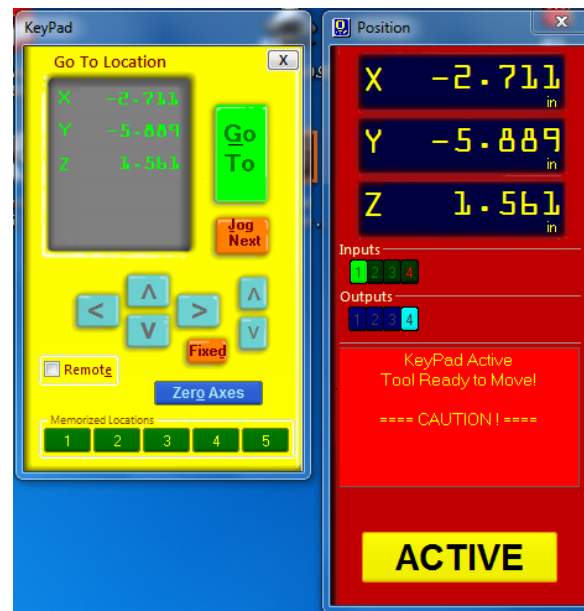 KeyPad
Go To Location
X
X -2.711
Y -5.889
Z 1.561
Go
To
Jog
Next
<
>
Fixed
Remote
Zero Axes
Memorized Locations
1 2 3 4 5
Position
X
X -2.711
in
Y -5.889
in
Z 1.561
in
Inputs
1 2 3 4
Outputs
1 2 3 4
KeyPad Active
Tool Ready to Move!
==== CAUTION ! ====
ACTIVE